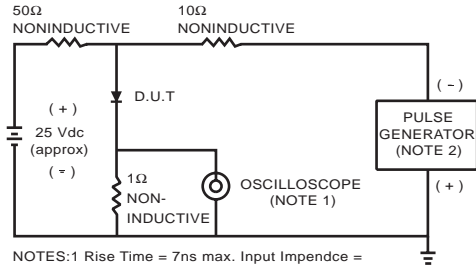 50Ω
NONINDUCTIVE
10Ω
NONINDUCTIVE
D.U.T
(+)
25 Vdc
(approx)
(-)
1Ω
NON-
INDUCTIVE
OSCILLOSCOPE
(NOTE 1)
(-)
PULSE
GENERATOR
(NOTE 2)
(+)
NOTES:1 Rise Time = 7ns max. Input Impendce =